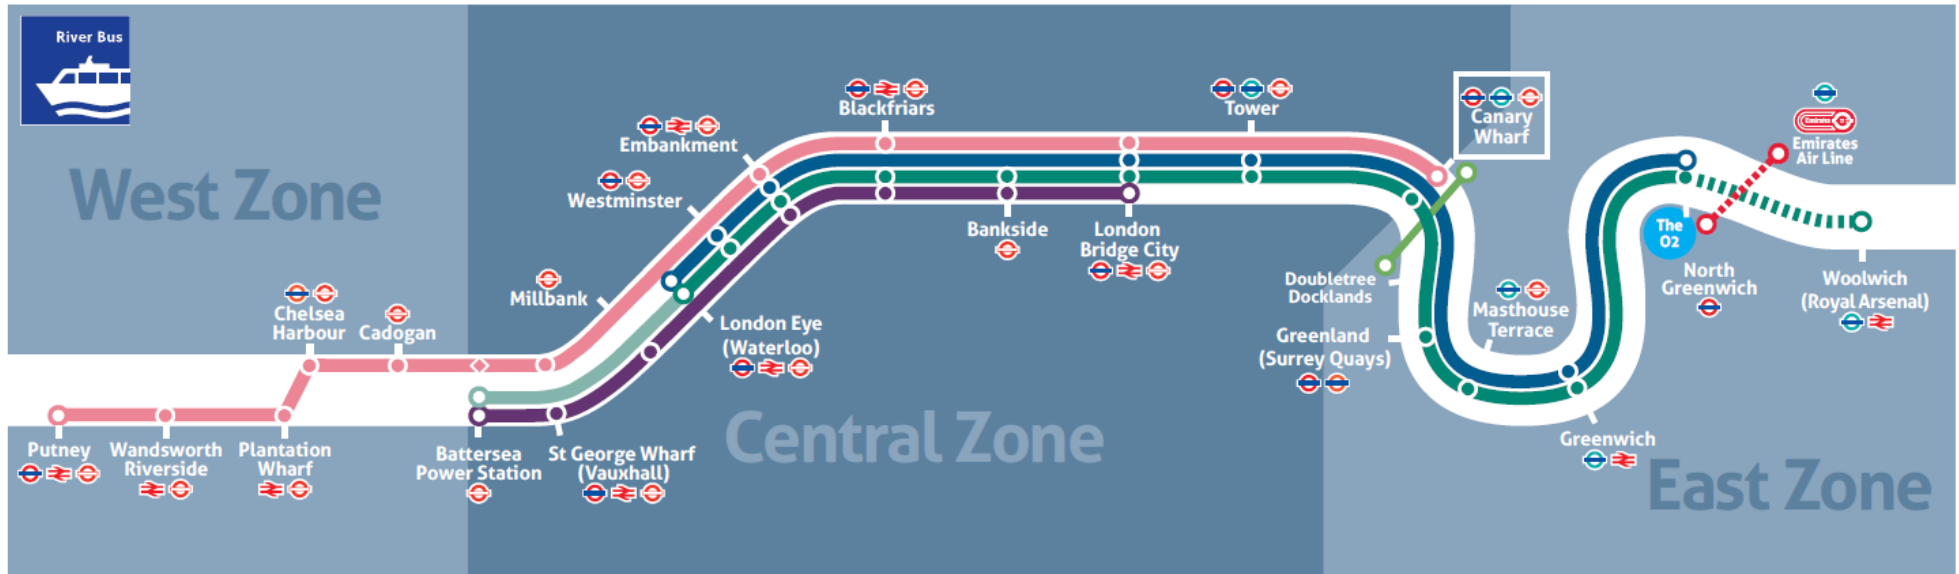 River Bus
West Zone
Central Zone
East Zone
Putney
Wandsworth
Riverside
Plantation
Wharf
Chelsea
Harbour
Cadogan
Battersea
Power Station
St George Wharf
(Vauxhall)
Millbank
London Eye
(Waterloo)
Westminster
Embankment
Blackfriars
Bankside
London
Bridge City
Tower
Canary
Wharf
Doubletree
Docklands
Greenland
(Surrey Quays)
Masthouse
Terrace
Greenwich
The
O2
North
Greenwich
Emirates
Emirates
Air Line
Woolwich
(Royal Arsenal)